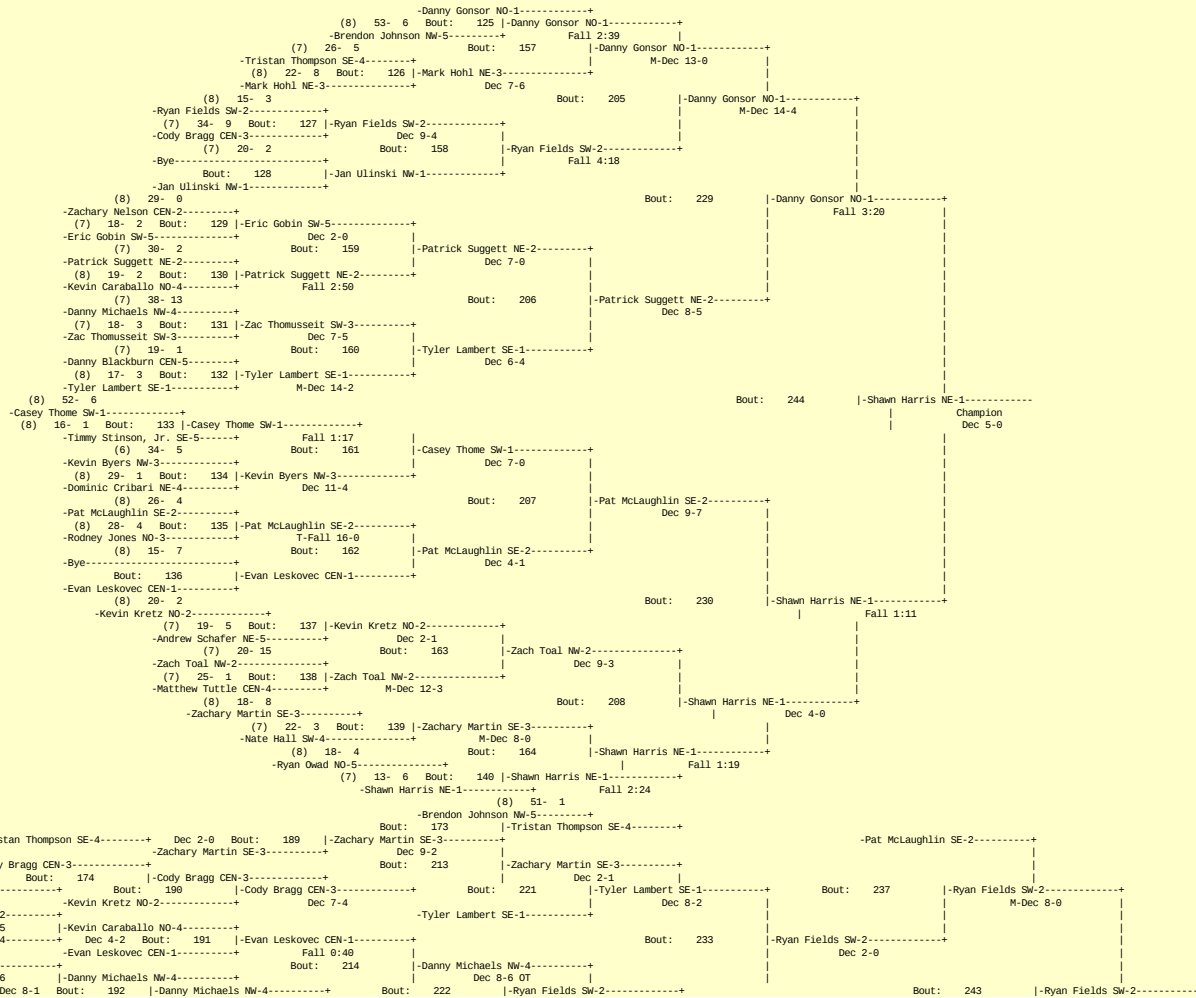 -Danny Gonsor NO-1-----------+
(8) 53- 6 Bout: 125 |-Danny Gonsor NO-1-----------+
-Brendon Johnson NW-5---------+ Fall 2:39 |
(7) 26- 5 Bout: 157 |-Danny Gonsor NO-1-----------+
-Tristan Thompson SE-4--------+ | M-Dec 13-0 |
(8) 22- 8 Bout: 126 |-Mark Hohl NE-3--------------+ |
-Mark Hohl NE-3--------------+ Dec 7-6 |
(8) 15- 3 Bout: 205 |-Danny Gonsor NO-1-----------+
-Ryan Fields SW-2------------+ | M-Dec 14-4 |
(7) 34- 9 Bout: 127 |-Ryan Fields SW-2------------+ | |
-Cody Bragg CEN-3------------+ Dec 9-4 | | |
(7) 20- 2 Bout: 158 |-Ryan Fields SW-2------------+ |
-Bye-------------------------+ | Fall 4:18 |
Bout: 128 |-Jan Ulinski NW-1------------+ |
-Jan Ulinski NW-1------------+ |
(8) 29- 0 Bout: 229 |-Danny Gonsor NO-1-----------+
-Zachary Nelson CEN-2---------+ | Fall 3:20 |
(7) 18- 2 Bout: 129 |-Eric Gobin SW-5-------------+ | |
-Eric Gobin SW-5-------------+ Dec 2-0 | | |
(7) 30- 2 Bout: 159 |-Patrick Suggett NE-2---------+ | |
-Patrick Suggett NE-2---------+ | Dec 7-0 | | |
(8) 19- 2 Bout: 130 |-Patrick Suggett NE-2---------+ | | |
-Kevin Caraballo NO-4---------+ Fall 2:50 | | |
(7) 38- 13 Bout: 206 |-Patrick Suggett NE-2---------+ |
-Danny Michaels NW-4----------+ | Dec 8-5 |
(7) 18- 3 Bout: 131 |-Zac Thomusseit SW-3----------+ | |
-Zac Thomusseit SW-3----------+ Dec 7-5 | | |
(7) 19- 1 Bout: 160 |-Tyler Lambert SE-1-----------+ |
-Danny Blackburn CEN-5--------+ | Dec 6-4 |
(8) 17- 3 Bout: 132 |-Tyler Lambert SE-1-----------+ |
-Tyler Lambert SE-1-----------+ M-Dec 14-2 |
(8) 52- 6 Bout: 244 |-Shawn Harris NE-1------------
-Casey Thome SW-1-------------+ | Champion
(8) 16- 1 Bout: 133 |-Casey Thome SW-1-------------+ | Dec 5-0
-Timmy Stinson, Jr. SE-5------+ Fall 1:17 | |
(6) 34- 5 Bout: 161 |-Casey Thome SW-1-------------+ |
-Kevin Byers NW-3-------------+ | Dec 7-0 | |
(8) 29- 1 Bout: 134 |-Kevin Byers NW-3-------------+ | |
-Dominic Cribari NE-4---------+ Dec 11-4 | |
(8) 26- 4 Bout: 207 |-Pat McLaughlin SE-2----------+ |
-Pat McLaughlin SE-2----------+ | Dec 9-7 | |
(8) 28- 4 Bout: 135 |-Pat McLaughlin SE-2----------+ | | |
-Rodney Jones NO-3------------+ T-Fall 16-0 | | | |
(8) 15- 7 Bout: 162 |-Pat McLaughlin SE-2----------+ | |
-Bye-------------------------+ | Dec 4-1 | |
Bout: 136 |-Evan Leskovec CEN-1----------+ | |
-Evan Leskovec CEN-1----------+ | |
(8) 20- 2 Bout: 230 |-Shawn Harris NE-1------------+
-Kevin Kretz NO-2------------+ | Fall 1:11
(7) 19- 5 Bout: 137 |-Kevin Kretz NO-2------------+ |
-Andrew Schafer NE-5----------+ Dec 2-1 | |
(7) 20- 15 Bout: 163 |-Zach Toal NW-2--------------+ |
-Zach Toal NW-2--------------+ | Dec 9-3 | |
(7) 25- 1 Bout: 138 |-Zach Toal NW-2--------------+ | |
-Matthew Tuttle CEN-4---------+ M-Dec 12-3 | |
(8) 18- 8 Bout: 208 |-Shawn Harris NE-1-----------+
-Zachary Martin SE-3----------+ | Dec 4-0
(7) 22- 3 Bout: 139 |-Zachary Martin SE-3----------+ |
-Nate Hall SW-4--------------+ M-Dec 8-0 | |
(8) 18- 4 Bout: 164 |-Shawn Harris NE-1------------+
-Ryan Owad NO-5---------------+ | Fall 1:19
(7) 13- 6 Bout: 140 |-Shawn Harris NE-1------------+
-Shawn Harris NE-1------------+ Fall 2:24
(8) 51- 1
-Brendon Johnson NW-5---------+
Bout: 173 |-Tristan Thompson SE-4--------+
stan Thompson SE-4--------+ Dec 2-0 Bout: 189 |-Zachary Martin SE-3----------+ -Pat McLaughlin SE-2----------+
-Zachary Martin SE-3----------+ Dec 9-2 | |
y Bragg CEN-3------------+ Bout: 213 |-Zachary Martin SE-3----------+ |
Bout: 174 |-Cody Bragg CEN-3------------+ | Dec 2-1 | |
----------+ Bout: 190 |-Cody Bragg CEN-3------------+ Bout: 221 |-Tyler Lambert SE-1-----------+ Bout: 237 |-Ryan Fields SW-2-------------+
-Kevin Kretz NO-2-------------+ Dec 7-4 | Dec 8-2 | | M-Dec 8-0 |
2---------+ -Tyler Lambert SE-1-----------+ | | |
5 |-Kevin Caraballo NO-4---------+ | | |
4---------+ Dec 4-2 Bout: 191 |-Evan Leskovec CEN-1----------+ Bout: 233 |-Ryan Fields SW-2-------------+ |
-Evan Leskovec CEN-1----------+ Fall 0:40 | | Dec 2-0 |
----------+ Bout: 214 |-Danny Michaels NW-4----------+ | |
6 |-Danny Michaels NW-4----------+ | Dec 8-6 OT | | |
Dec 8-1 Bout: 192 |-Danny Michaels NW-4----------+ Bout: 222 |-Ryan Fields SW-2-------------+ Bout: 243 |-Ryan Fields SW-2-------------